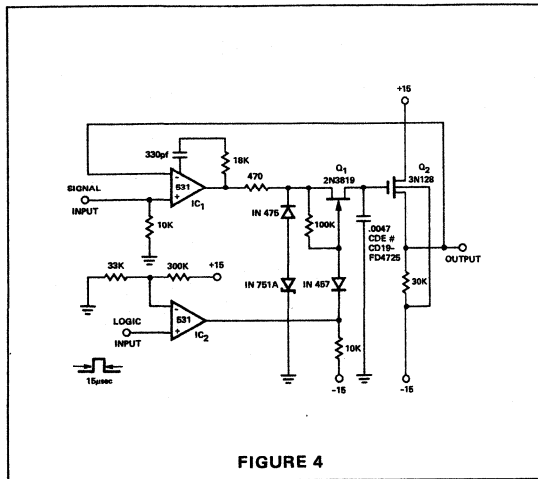 +15
330pf
18K
531
IC1
SIGNAL
INPUT
10K
470
Q1
2N3819
Q2
3N128
IN 475
100K
.0047
CDE #
CD19-
FD4725
OUTPUT
30K
33K
300K
+15
IN 751A
IN 457
531
IC2
LOGIC
INPUT
10K
-15
-15
15μsec
FIGURE 4